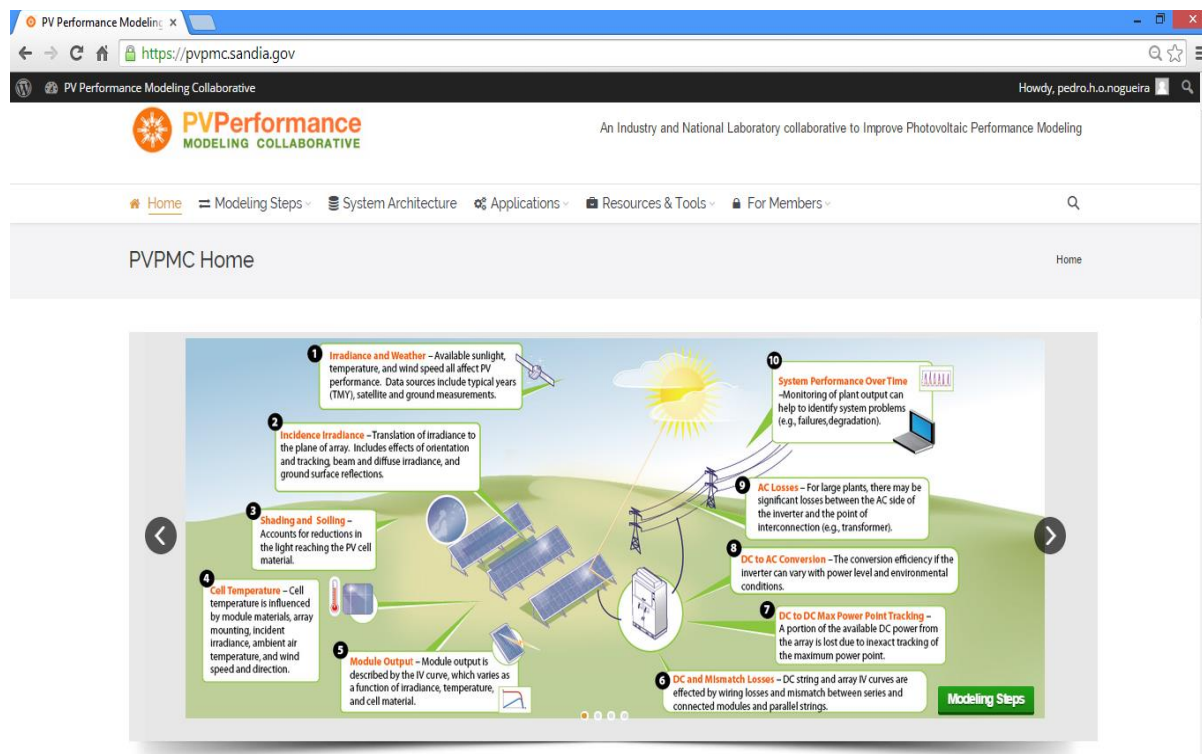 PV Performance Modeling
https://pvpmc.sandia.gov
PV Performance Modeling Collaborative
Howdy, pedro.h.o.nogueira
PVPerformance
MODELING COLLABORATIVE
An Industry and National Laboratory collaborative to Improve Photovoltaic Performance Modeling
Home
Modeling Steps
System Architecture
Applications
Resources & Tools
For Members
PVPMC Home
Home
1
Irradiance and Weather – Available sunlight,
temperature, and wind speed all affect PV
performance. Data sources include typical years
(TMY), satellite and ground measurements.
2
Incidence Irradiance – Translation of irradiance to
the plane of array. Includes effects of orientation
and tracking, beam and diffuse irradiance, and
ground surface reflections.
3
Shading and Soiling –
Accounts for reductions in
the light reaching the PV cell
material.
4
Cell Temperature – Cell
temperature is influenced
by module materials, array
mounting, incident
irradiance, ambient air
temperature, and wind
speed and direction.
5
Module Output – Module output is
described by the IV curve, which varies as
a function of irradiance, temperature,
and cell material.
6
DC and Mismatch Losses – DC string and array IV curves are
effected by wiring losses and mismatch between series and
connected modules and parallel strings.
7
DC to DC Max Power Point Tracking –
A portion of the available DC power from
the array is lost due to inexact tracking of
the maximum power point.
8
DC to AC Conversion – The conversion efficiency if the
inverter can vary with power level and environmental
conditions.
9
AC Losses – For large plants, there may be
significant losses between the AC side of
the inverter and the point of
interconnection (e.g., transformer).
10
System Performance Over Time
–Monitoring of plant output can
help to identify system problems
(e.g., failures,degradation).
Modeling Steps